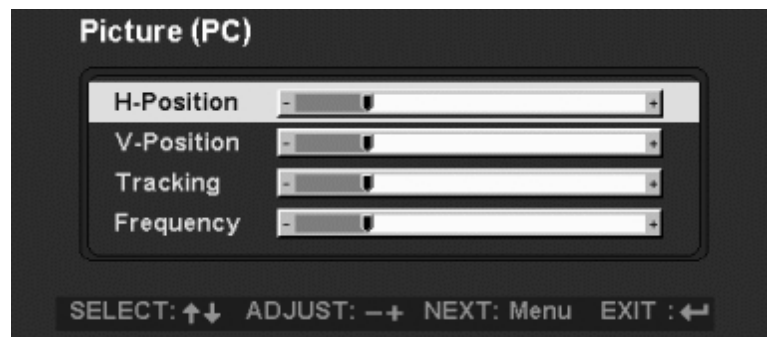 Picture (PC)
H-Position - +
V-Position - +
Tracking - +
Frequency - +
SELECT: ↑↓ ADJUST: –+ NEXT: Menu EXIT : ↵